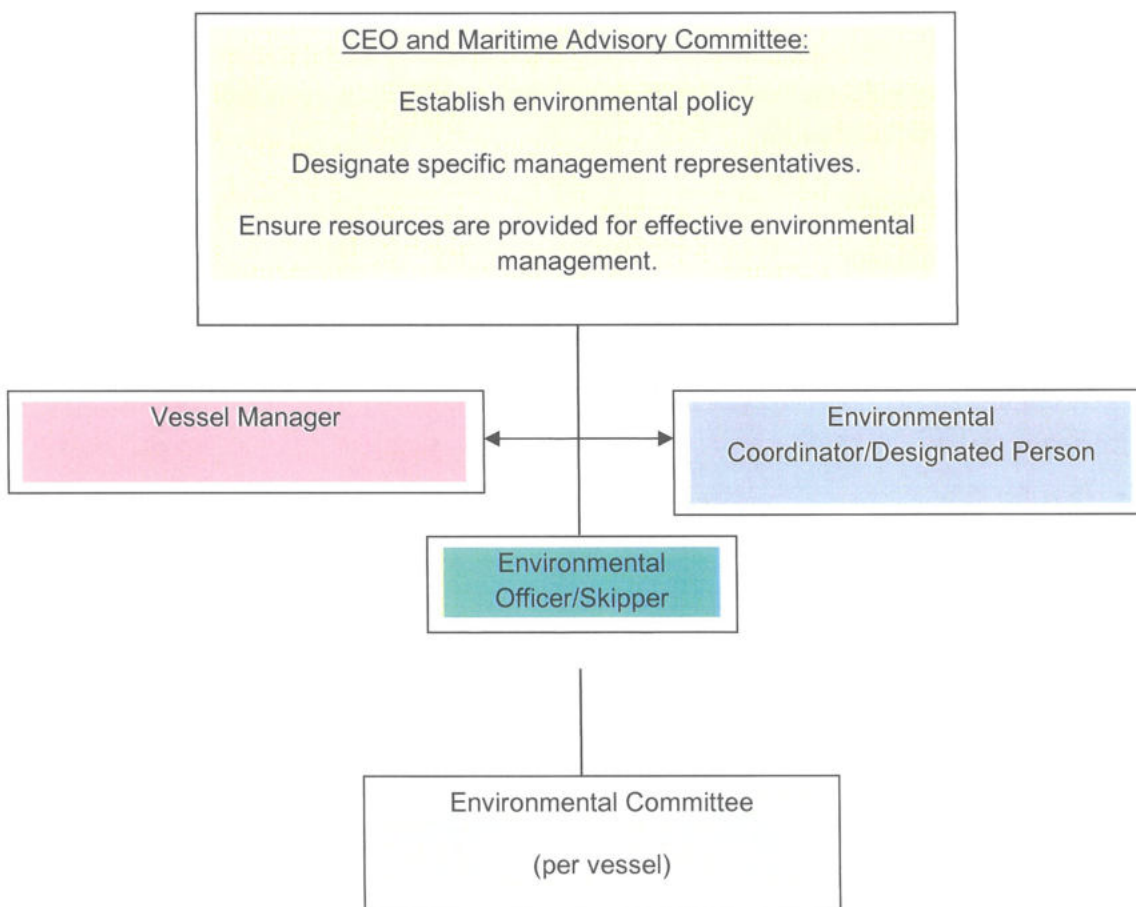 CEO and Maritime Advisory Committee:
Establish environmental policy
Designate specific management representatives.
Ensure resources are provided for effective environmental
management.
Vessel Manager
Environmental
Coordinator/Designated Person
Environmental
Officer/Skipper
Environmental Committee
(per vessel)